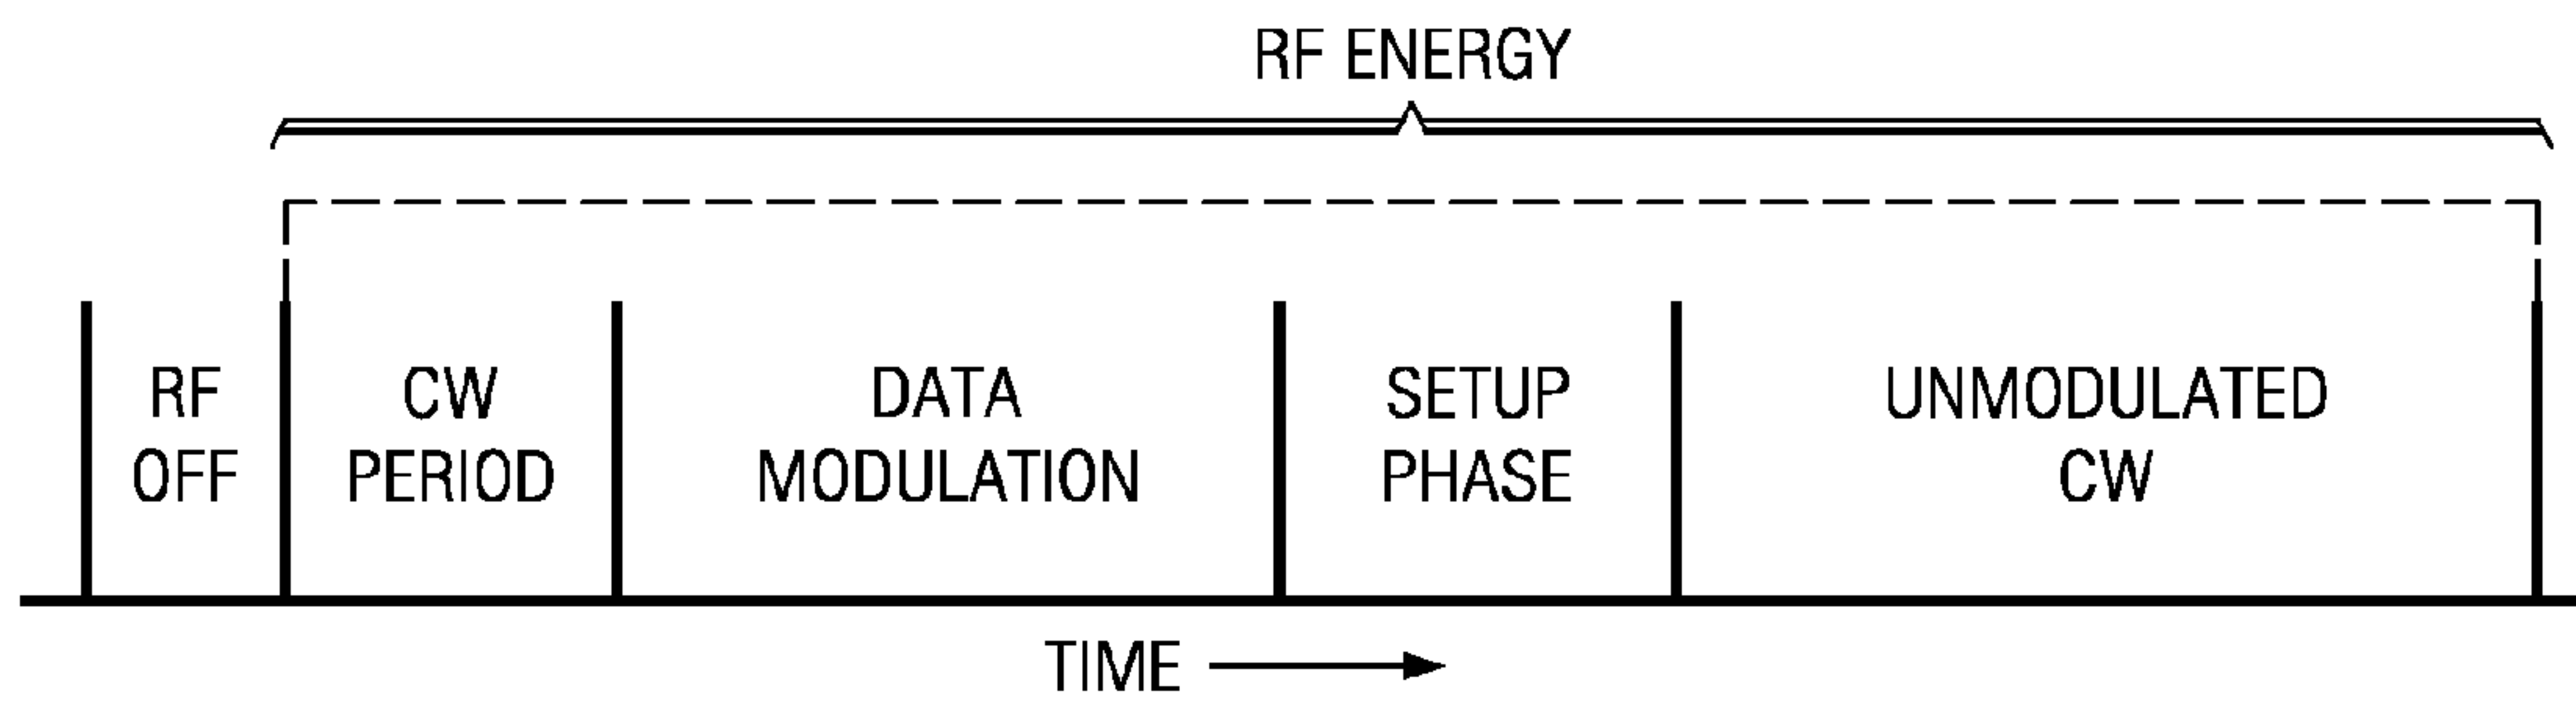 RF ENERGY
RF OFF
CW PERIOD
DATA MODULATION
SETUP PHASE
UNMODULATED CW
TIME